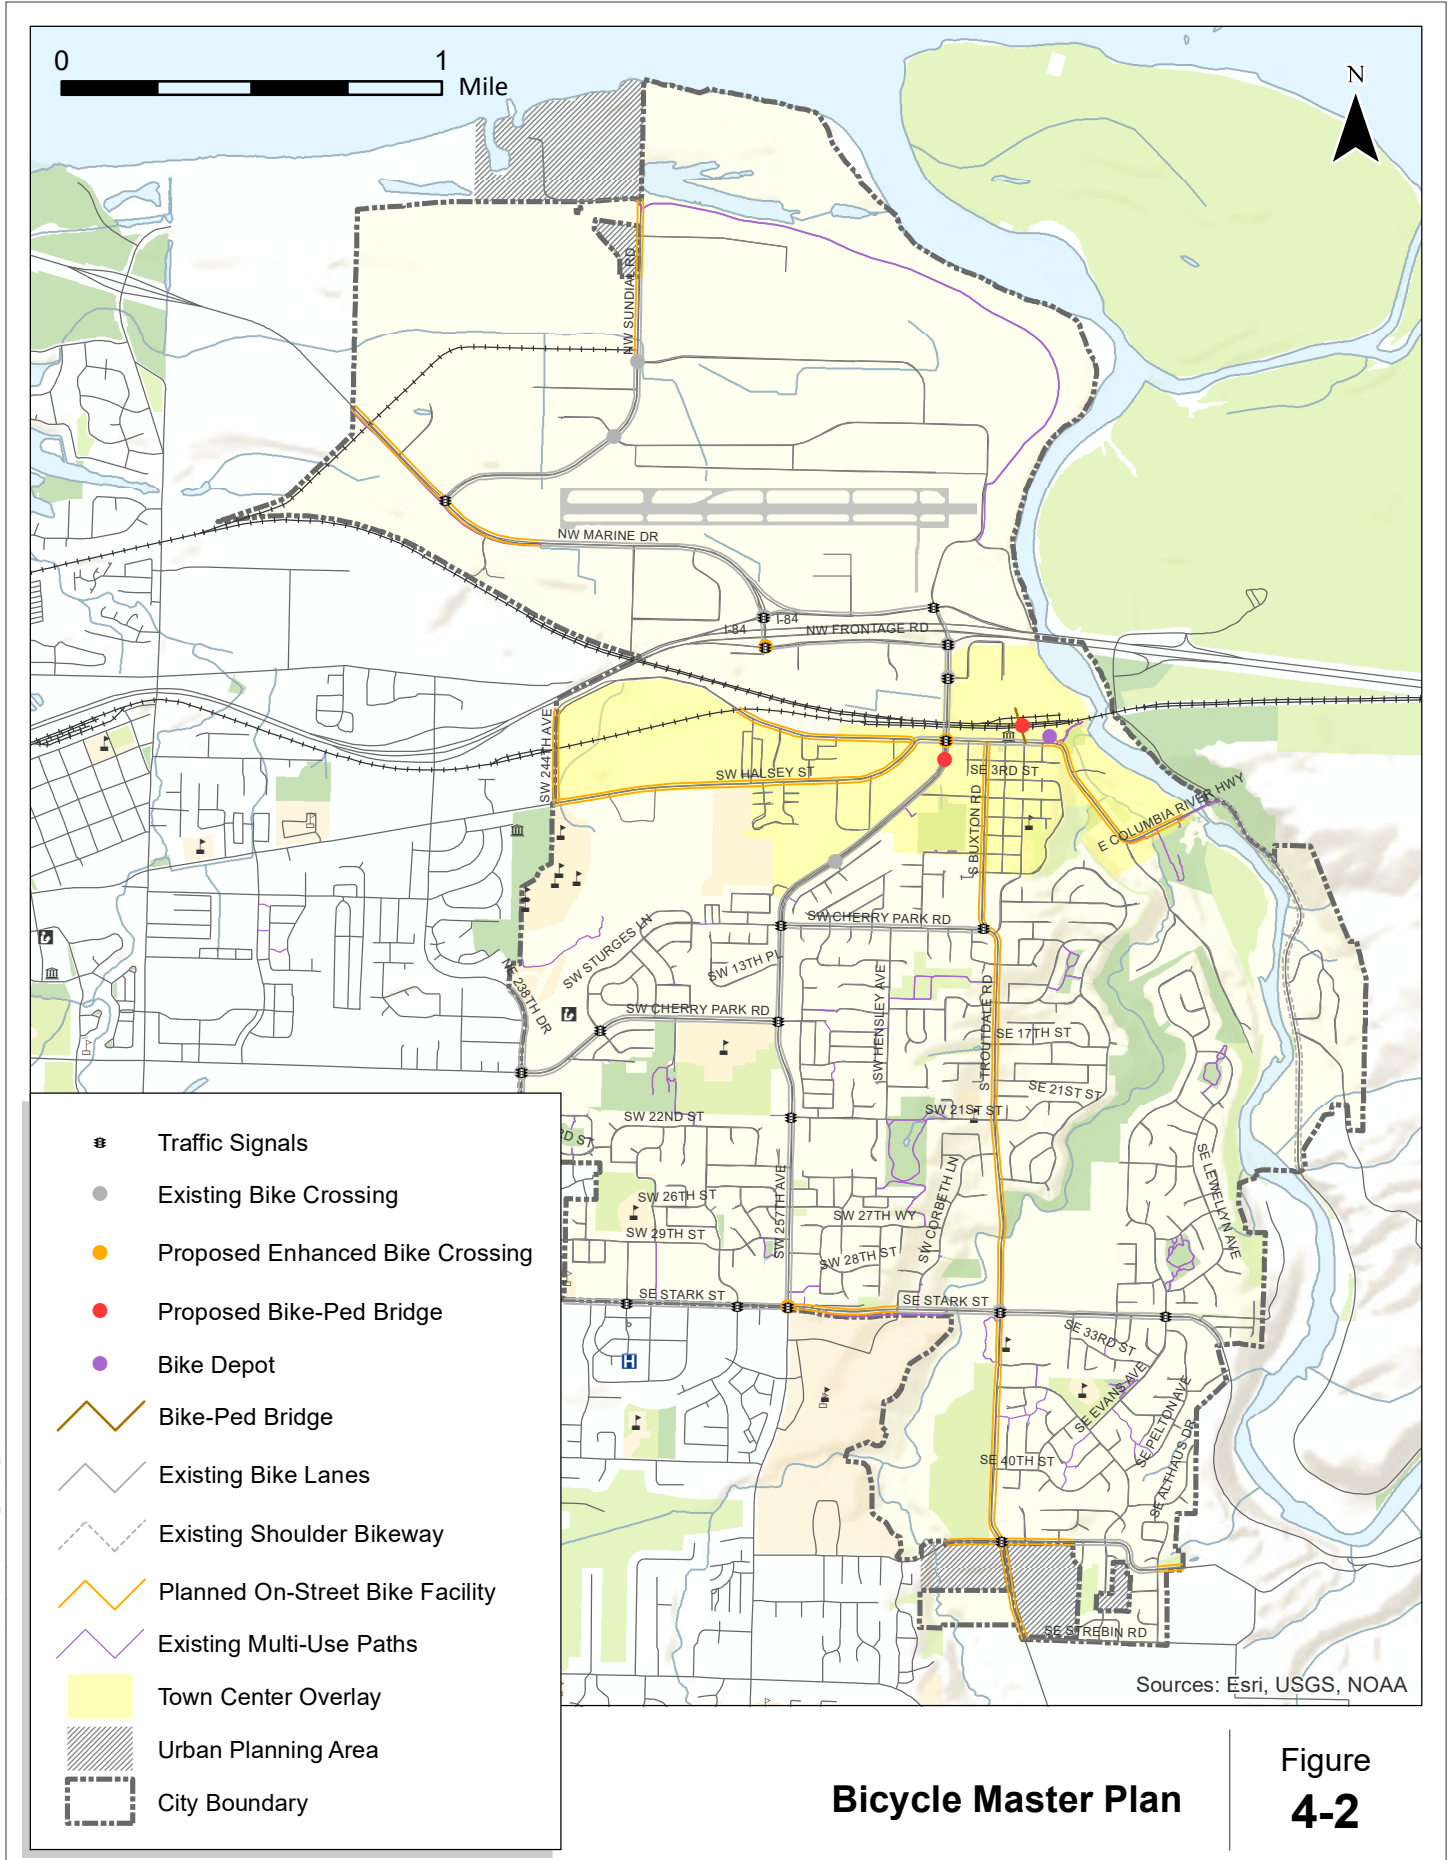 0 1
Mile
N
NW SUNDIAL RD
NW MARINE DR
I-84
I-84
NW FRONTAGE RD
SW 244TH AVE
SW HALSEY ST
SE 3RD ST
S BUXTON RD
E COLUMBIA RIVER HWY
SW CHERRY PARK RD
SW STURGES LN
SW 13TH PL
NE 238TH DR
SW CHERRY PARK RD
SW HENSLEY AVE
S TROUTDALE RD
SE 17TH ST
SE 21ST ST
SW 21ST ST
SW 22ND ST
RD ST
SW 26TH ST
SW 257TH AVE
SW 27TH WY
SW CORBETH LN
SE LEWELLYN AVE
SW 29TH ST
SW 28TH ST
SE STARK ST
SE STARK ST
SE 33RD ST
H
SE EVANS AVE
SE PELTON AVE
SE 40TH ST
SE ALTHAUS DR
SE STREBIN RD
Sources: Esri, USGS, NOAA
Traffic Signals
Existing Bike Crossing
Proposed Enhanced Bike Crossing
Proposed Bike-Ped Bridge
Bike Depot
Bike-Ped Bridge
Existing Bike Lanes
Existing Shoulder Bikeway
Planned On-Street Bike Facility
Existing Multi-Use Paths
Town Center Overlay
Urban Planning Area
City Boundary
Bicycle Master Plan
Figure
4-2